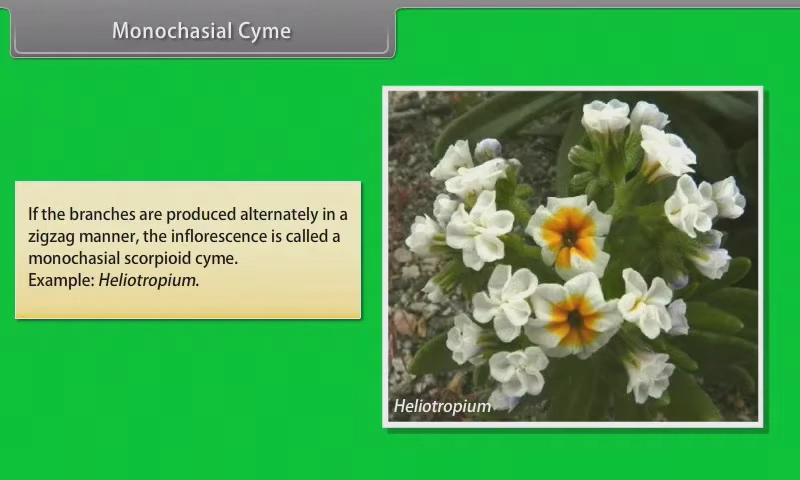 Monochasial Cyme
If the branches are produced alternately in a
zigzag manner, the inflorescence is called a
monochasial scorpioid cyme.
Example: Heliotropium.
Heliotropium